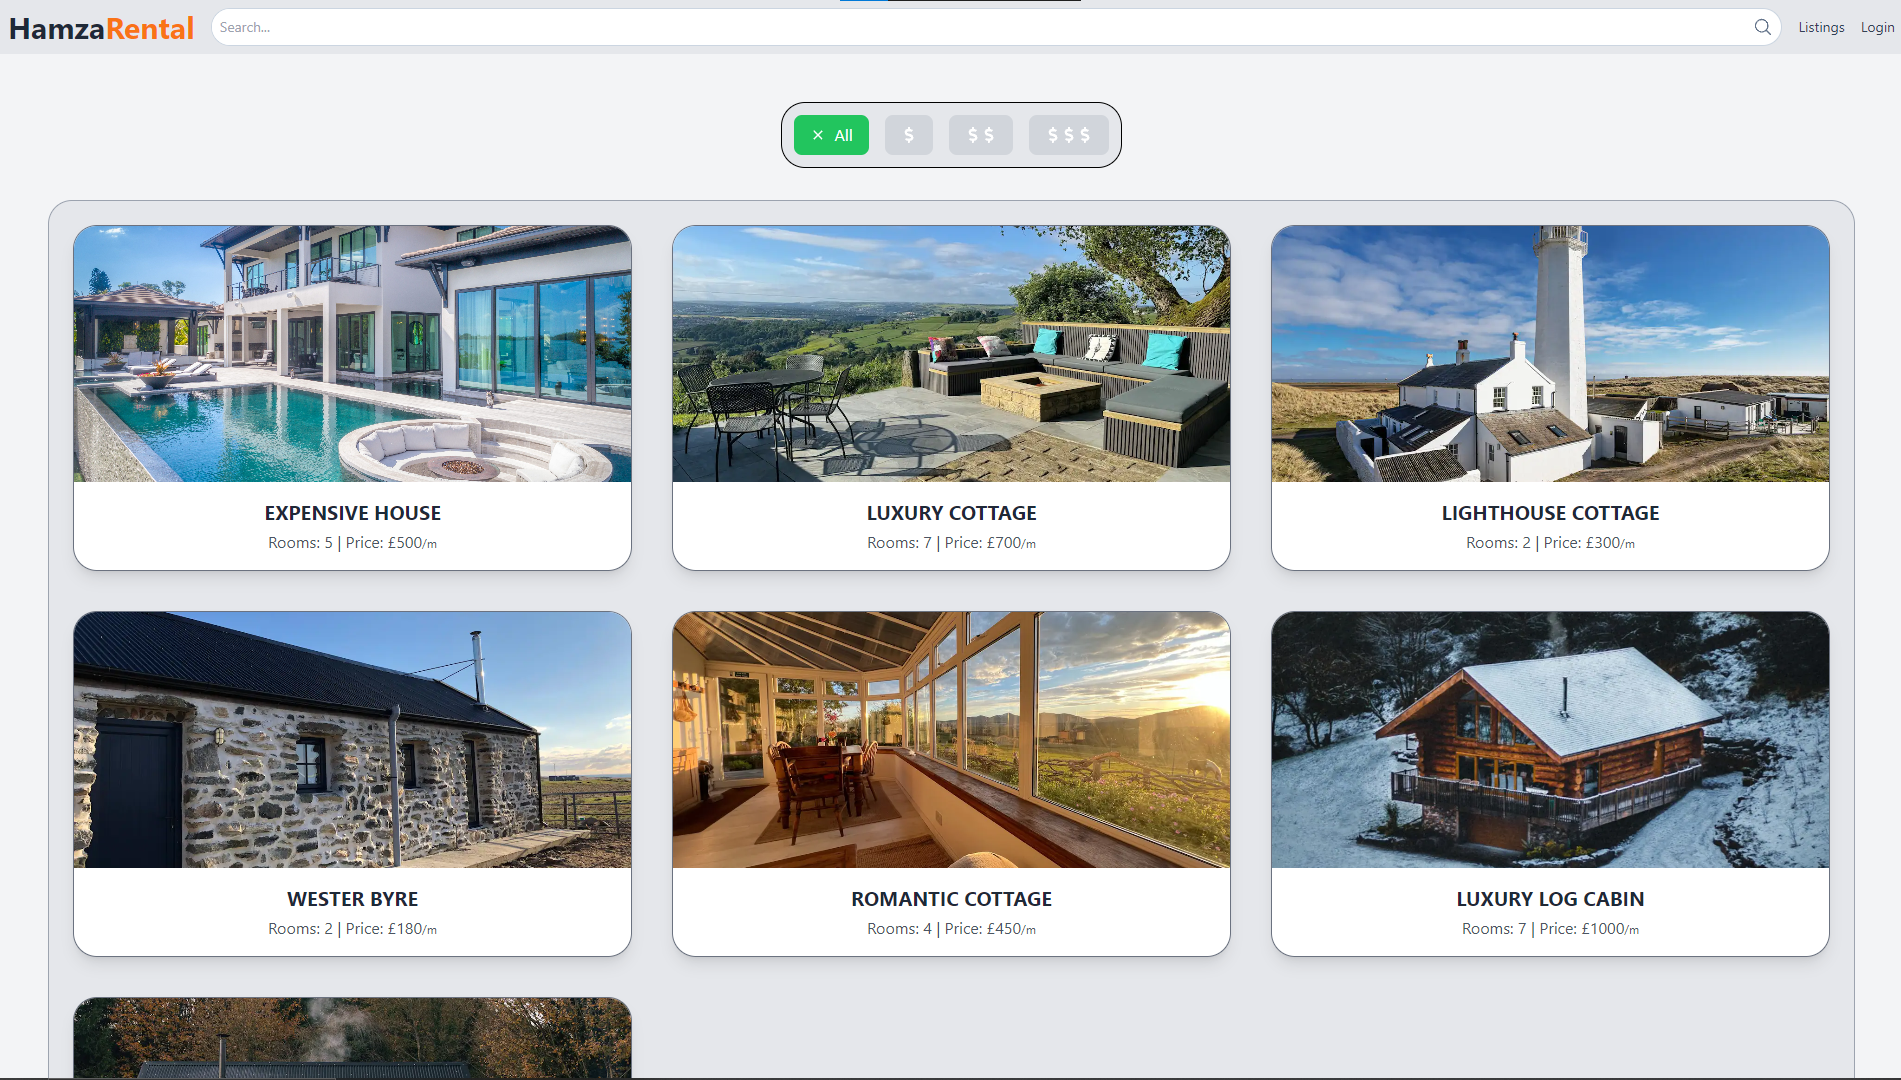 HamzaRental
Search...
Listings
Login
All
$
$ $
$ $ $
EXPENSIVE HOUSE
Rooms: 5 | Price: £500/m
LUXURY COTTAGE
Rooms: 7 | Price: £700/m
LIGHTHOUSE COTTAGE
Rooms: 2 | Price: £300/m
WESTER BYRE
Rooms: 2 | Price: £180/m
ROMANTIC COTTAGE
Rooms: 4 | Price: £450/m
LUXURY LOG CABIN
Rooms: 7 | Price: £1000/m